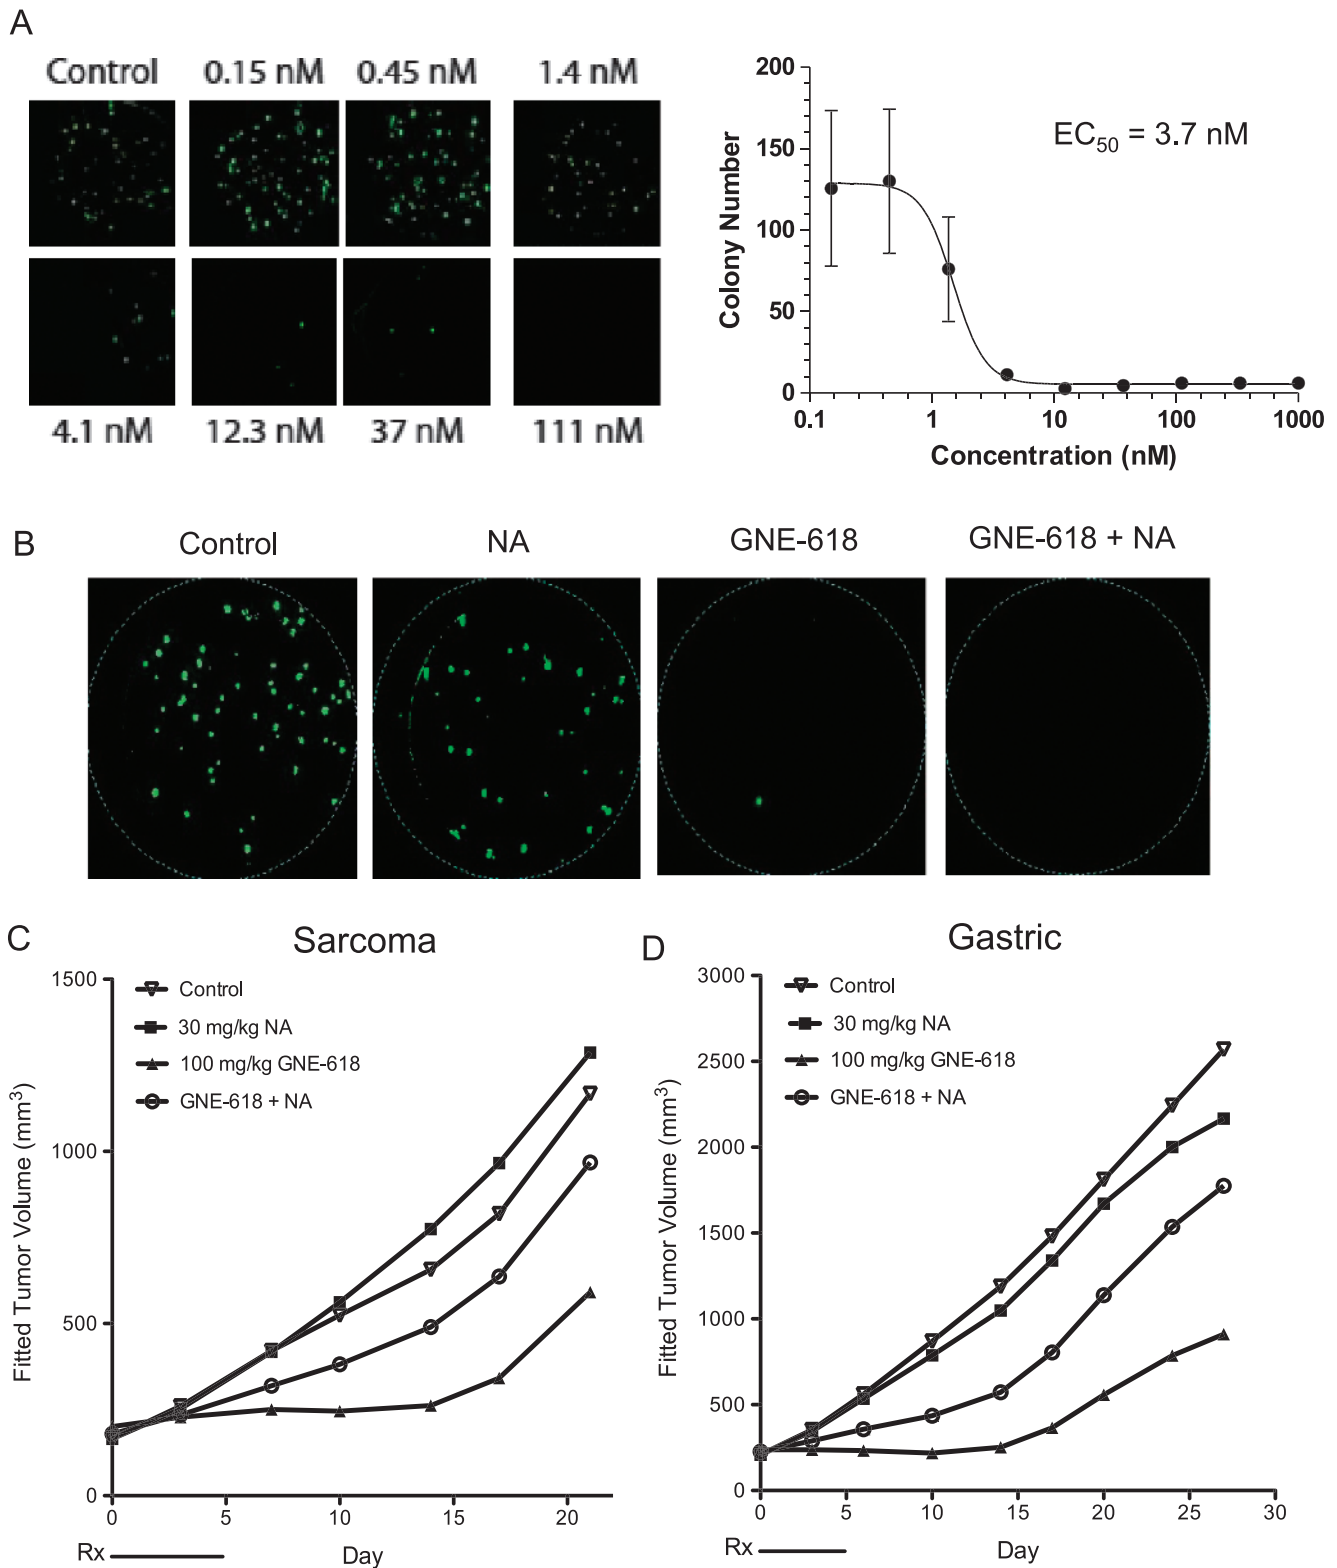 A
Control 0.15 nM 0.45 nM 1.4 nM
4.1 nM 12.3 nM 37 nM 111 nM
200
150
100
50
0
Colony Number
EC50 = 3.7 nM
0.1 1 10 100 1000
Concentration (nM)
B
Control NA GNE-618 GNE-618 + NA
C
Sarcoma
1500
1000
500
0
Fitted Tumor Volume (mm3)
Control
30 mg/kg NA
100 mg/kg GNE-618
GNE-618 + NA
0 5 10 15 20
Rx
Day
D
Gastric
3000
2500
2000
1500
1000
500
0
Fitted Tumor Volume (mm3)
Control
30 mg/kg NA
100 mg/kg GNE-618
GNE-618 + NA
0 5 10 15 20 25 30
Rx
Day